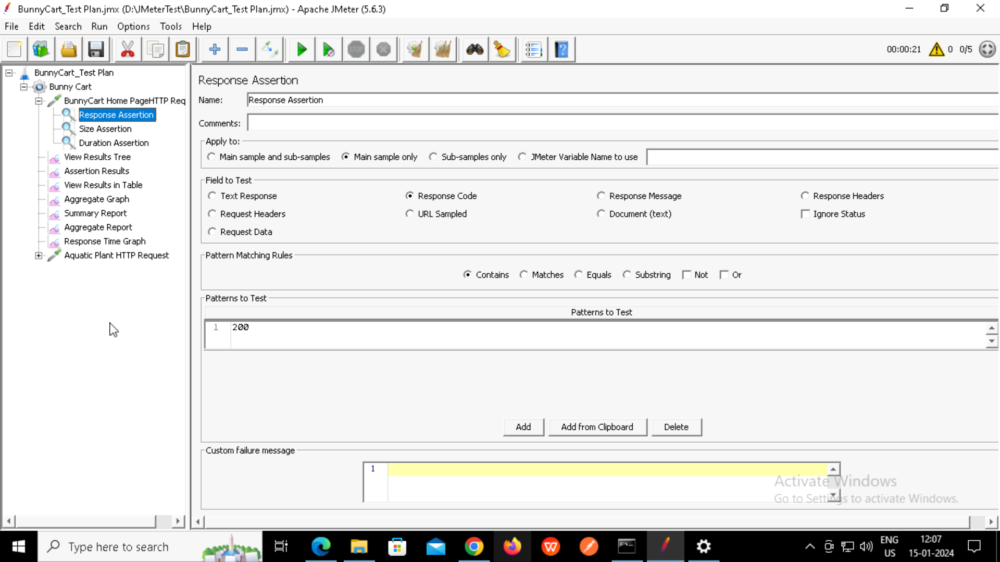 BunnyCart_Test Plan.jmx (D:\JMeterTest\BunnyCart_Test Plan.jmx) - Apache JMeter (5.6.3)
File Edit Search Run Options Tools Help
STOP
?
00:00:21 0 0/5
BunnyCart_Test Plan
Bunny Cart
BunnyCart Home PageHTTP Req
Response Assertion
Size Assertion
Duration Assertion
View Results Tree
Assertion Results
View Results in Table
Aggregate Graph
Summary Report
Aggregate Report
Response Time Graph
Aquatic Plant HTTP Request
Response Assertion
Name: Response Assertion
Comments:
Apply to:
Main sample and sub-samples Main sample only Sub-samples only JMeter Variable Name to use
Field to Test
Text Response Response Code Response Message Response Headers
Request Headers URL Sampled Document (text) Ignore Status
Request Data
Pattern Matching Rules
Contains Matches Equals Substring Not Or
Patterns to Test
Patterns to Test
1 200
Add Add from Clipboard Delete
Custom failure message
1
Activate Windows
Go to Settings to activate Windows.
Type here to search
ENG
US
12:07
15-01-2024